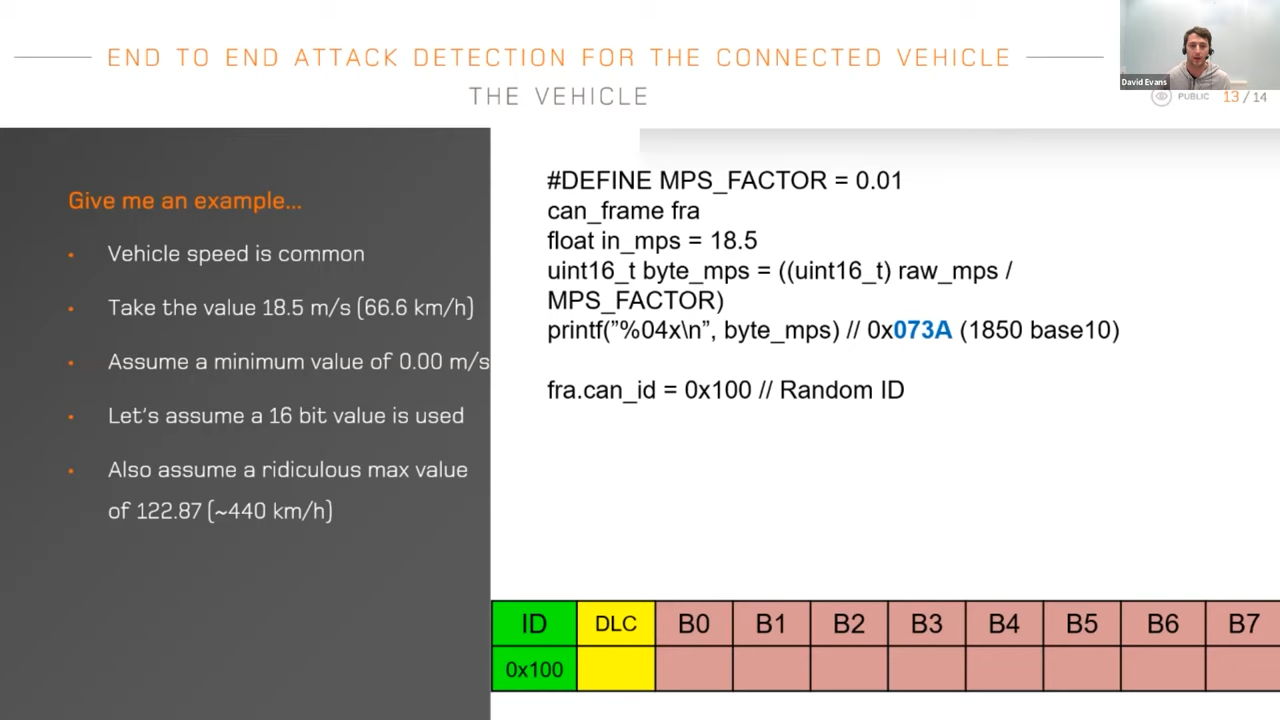 END TO END ATTACK DETECTION FOR THE CONNECTED VEHICLE
THE VEHICLE
David Evans
PUBLIC 13 / 14
Give me an example...
• Vehicle speed is common
• Take the value 18.5 m/s (66.6 km/h)
• Assume a minimum value of 0.00 m/s
• Let's assume a 16 bit value is used
• Also assume a ridiculous max value
of 122.87 (~440 km/h)
#DEFINE MPS_FACTOR = 0.01
can_frame fra
float in_mps = 18.5
uint16_t byte_mps = ((uint16_t) raw_mps /
MPS_FACTOR)
printf("%04x\n", byte_mps) // 0x073A (1850 base10)
fra.can_id = 0x100 // Random ID
ID DLC B0 B1 B2 B3 B4 B5 B6 B7
0x100